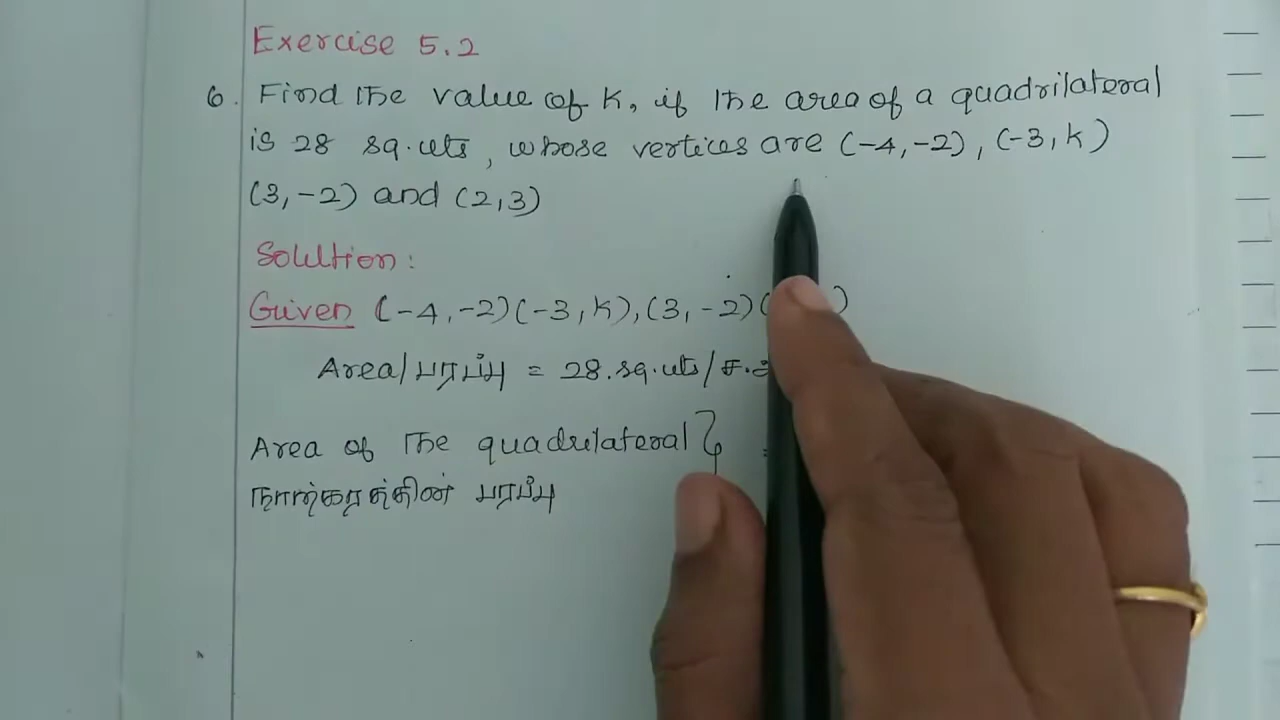 Exercise 5.2
6. Find the value of k, if the area of a quadrilateral
is 28 sq.uts, whose vertices are (-4,-2), (-3,k)
(3,-2) and (2,3)
Solution:
Given (-4,-2)(-3,k),(3,-2)( )
Area/பரப்பு = 28.sq.uts/ச.அ
Area of the quadrilateral } =
நாற்கரத்தின் பரப்பு